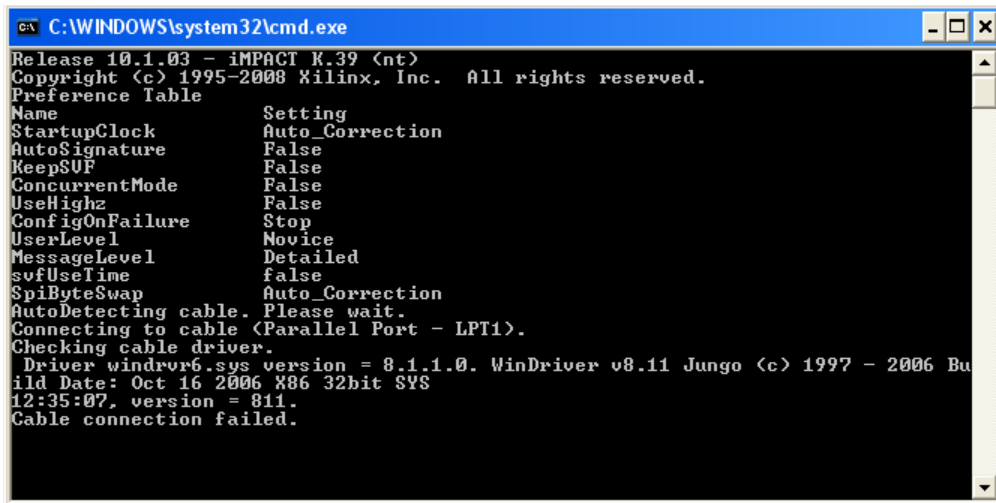 C:\WINDOWS\system32\cmd.exe
Release 10.1.03 - iMPACT K.39 (nt)
Copyright (c) 1995-2008 Xilinx, Inc.  All rights reserved.
Preference Table
Name                 Setting
StartupClock         Auto_Correction
AutoSignature        False
KeepSVF              False
ConcurrentMode       False
UseHighz             False
ConfigOnFailure      Stop
UserLevel            Novice
MessageLevel         Detailed
svfUseTime           false
SpiByteSwap          Auto_Correction
AutoDetecting cable. Please wait.
Connecting to cable (Parallel Port - LPT1).
Checking cable driver.
 Driver windrvr6.sys version = 8.1.1.0. WinDriver v8.11 Jungo (c) 1997 - 2006 Bu
ild Date: Oct 16 2006 X86 32bit SYS
12:35:07, version = 811.
Cable connection failed.